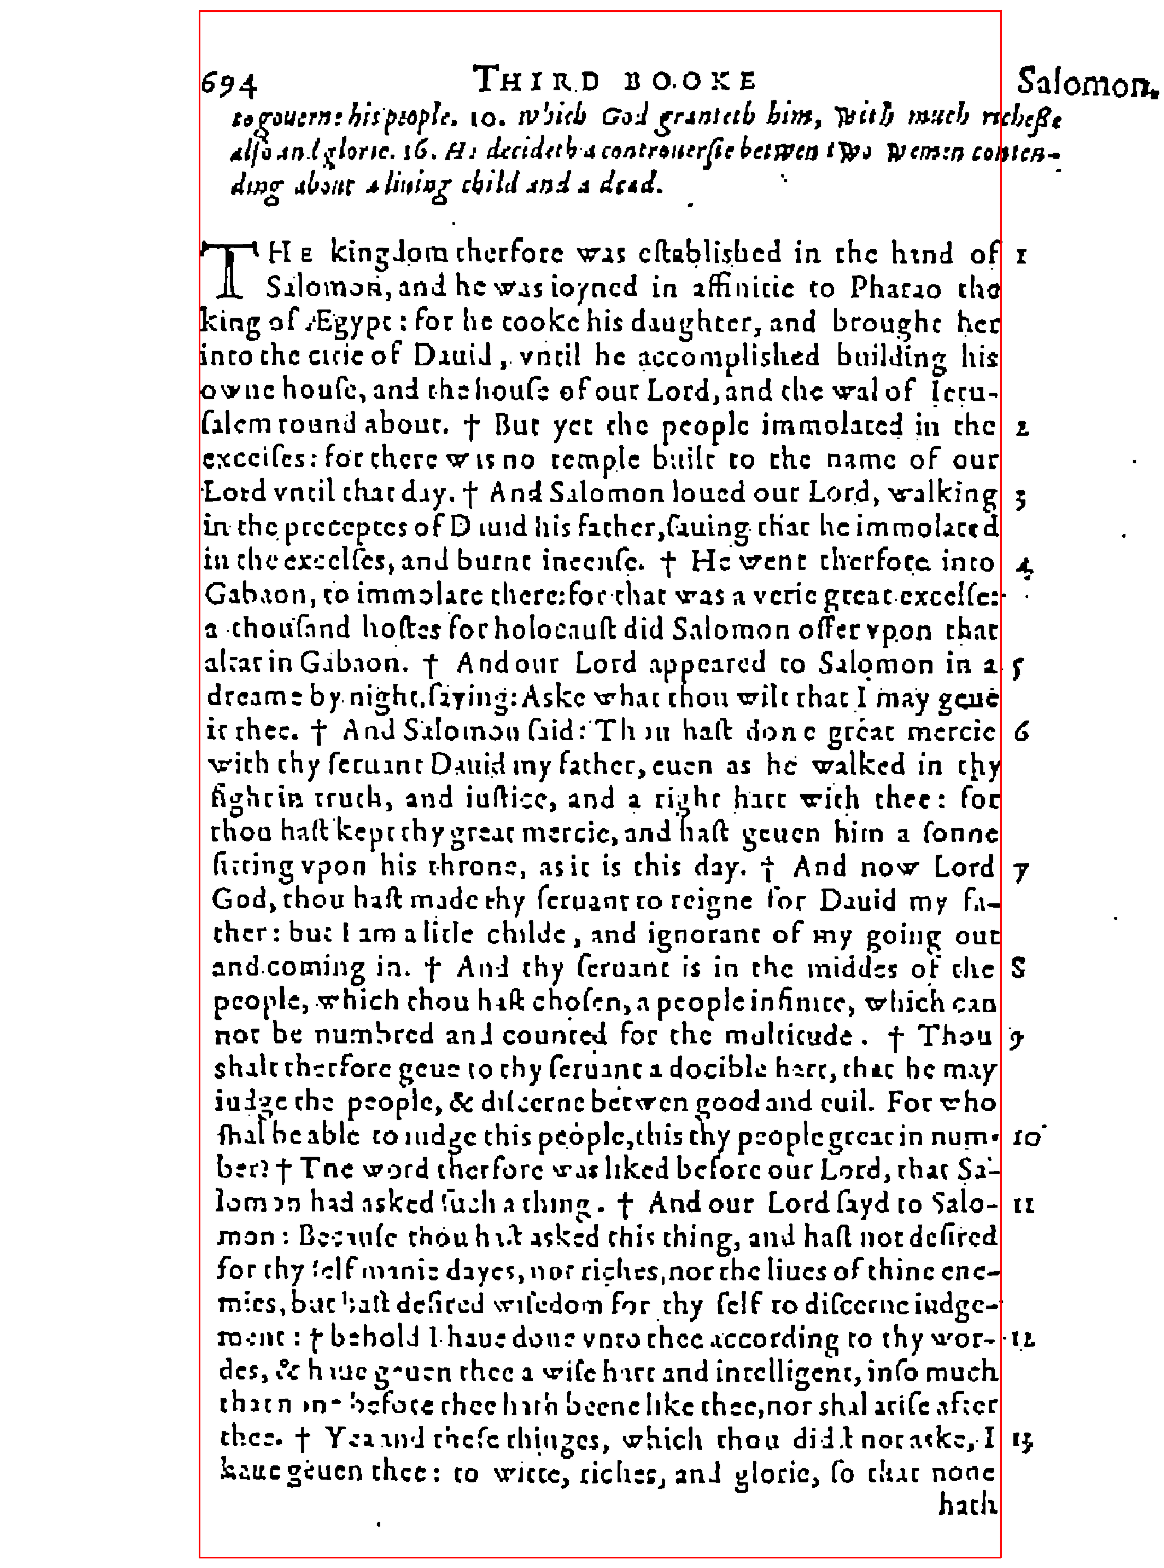 694 THIRD BOOKE Salomon.
to gouerne his people. 10. which God granteth him, with much richesse
also and glorie. 16. He decideth a controuersie betwen two wemen conten-
ding about a liuing child and a dead.
THE kingdom therfore was established in the hand of 1
Salomon, and he was ioyned in affinitie to Pharao the
king of Ægypt: for he tooke his daughter, and brought her
into the citie of Dauid, vntil he accomplished building his
owne house, and the house of our Lord, and the wal of Ieru-
salem round about. † But yet the people immolated in the 2
excelses: for there was no temple built to the name of our
Lord vntil that day. † And Salomon loued our Lord, walking 3
in the preceptes of Dauid his father, sauing that he immolated
in the excelses, and burnt incense. † He went therfore into 4
Gabaon, to immolate there: for that was a verie great excelse:
a thousand hostes for holocaust did Salomon offer vpon that
altar in Gabaon. † And our Lord appeared to Salomon in a 5
dreame by night, saying: Aske what thou wilt that I may geue
it thee. † And Salomon said: Thou hast done great mercie 6
with thy seruant Dauid my father, euen as he walked in thy
sight in truth, and iustice, and a right hart with thee: for
thou hast kept thy great mercie, and hast geuen him a sonne
sitting vpon his throne, as it is this day. † And now Lord 7
God, thou hast made thy seruant to reigne for Dauid my fa-
ther: but I am a litle childe, and ignorant of my going out
and coming in. † And thy seruant is in the middes of the 8
people, which thou hast chosen, a people infinite, which can
not be numbred and counted for the multitude. † Thou 9
shalt therfore geue to thy seruant a docible hart, that he may
iudge the people, & discerne betwen good and euil. For who
shal be able to iudge this people, this thy people great in num- 10
ber? † The word therfore was liked before our Lord, that Sa-
lomon had asked such a thing. † And our Lord sayd to Salo- 11
mon: Because thou hast asked this thing, and hast not desired
for thy self manie dayes, nor riches, nor the liues of thine ene-
mies, but hast desired wisedom for thy self to discerne iudge-
ment: † behold I haue done vnto thee according to thy wor- 12
des, & haue geuen thee a wise hart and intelligent, in so much
that none before thee hath beene like thee, nor shal arise after
thee. † Yea and these thinges, which thou didst not aske, I 13
haue geuen thee: to witte, riches, and glorie, so that none
hath